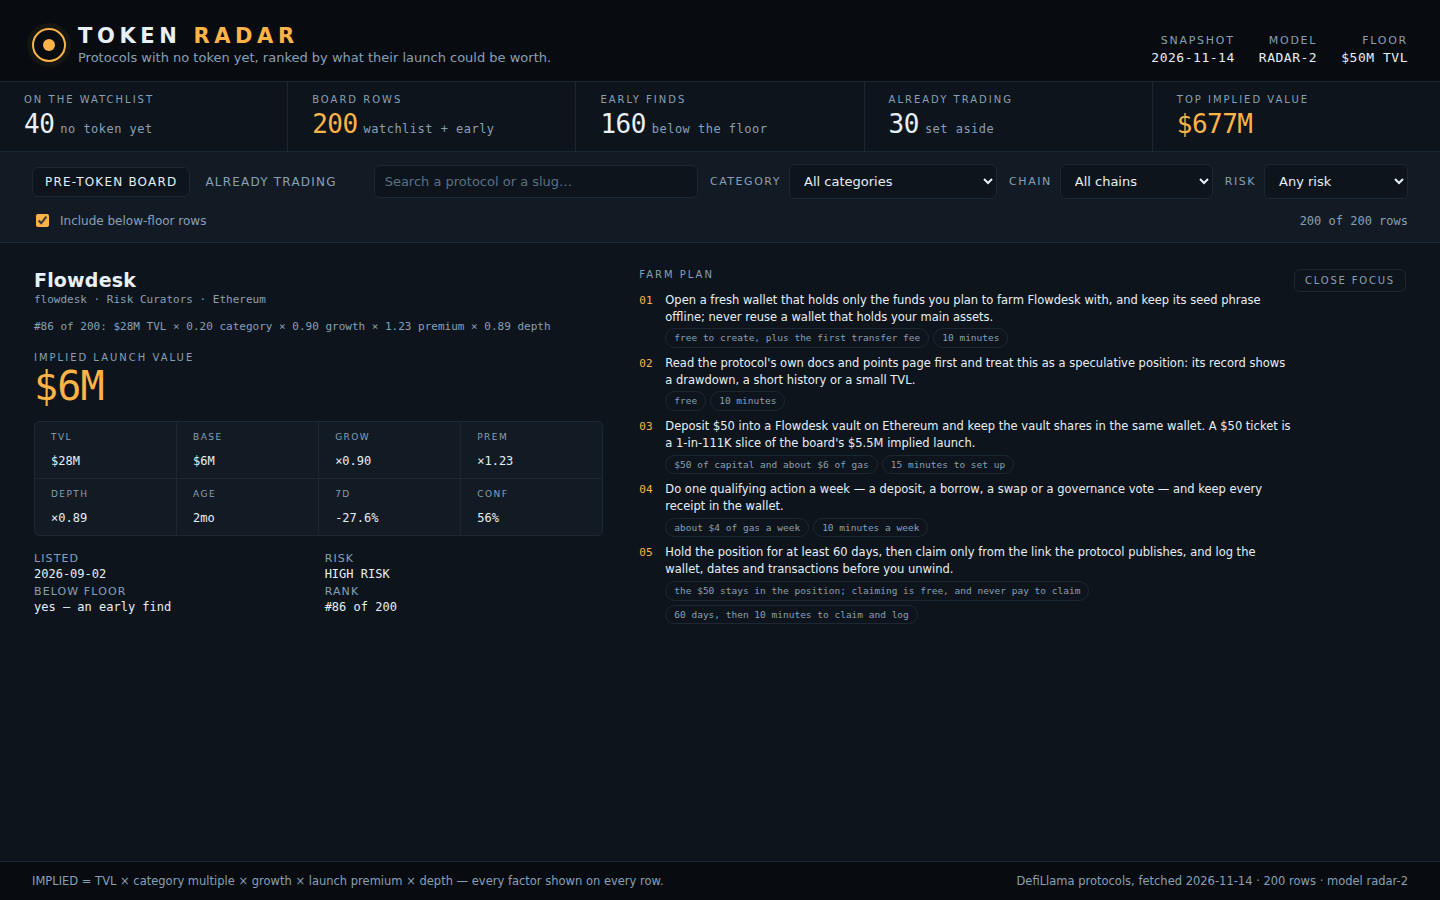 TOKEN RADAR
Protocols with no token yet, ranked by what their launch could be worth.
SNAPSHOT
2026-11-14
MODEL
RADAR-2
FLOOR
$50M TVL
ON THE WATCHLIST
40 no token yet
BOARD ROWS
200 watchlist + early
EARLY FINDS
160 below the floor
ALREADY TRADING
30 set aside
TOP IMPLIED VALUE
$677M
PRE-TOKEN BOARD
ALREADY TRADING
Search a protocol or a slug...
CATEGORY
All categories
CHAIN
All chains
RISK
Any risk
Include below-floor rows
200 of 200 rows
Flowdesk
flowdesk · Risk Curators · Ethereum
#86 of 200: $28M TVL × 0.20 category × 0.90 growth × 1.23 premium × 0.89 depth
IMPLIED LAUNCH VALUE
$6M
TVL
$28M
BASE
$6M
GROW
×0.90
PREM
×1.23
DEPTH
×0.89
AGE
2mo
7D
-27.6%
CONF
56%
LISTED
2026-09-02
RISK
HIGH RISK
BELOW FLOOR
yes — an early find
RANK
#86 of 200
FARM PLAN
CLOSE FOCUS
01 Open a fresh wallet that holds only the funds you plan to farm Flowdesk with, and keep its seed phrase
offline; never reuse a wallet that holds your main assets.
free to create, plus the first transfer fee
10 minutes
02 Read the protocol's own docs and points page first and treat this as a speculative position: its record shows
a drawdown, a short history or a small TVL.
free
10 minutes
03 Deposit $50 into a Flowdesk vault on Ethereum and keep the vault shares in the same wallet. A $50 ticket is
a 1-in-111K slice of the board's $5.5M implied launch.
$50 of capital and about $6 of gas
15 minutes to set up
04 Do one qualifying action a week — a deposit, a borrow, a swap or a governance vote — and keep every
receipt in the wallet.
about $4 of gas a week
10 minutes a week
05 Hold the position for at least 60 days, then claim only from the link the protocol publishes, and log the
wallet, dates and transactions before you unwind.
the $50 stays in the position; claiming is free, and never pay to claim
60 days, then 10 minutes to claim and log
IMPLIED = TVL × category multiple × growth × launch premium × depth — every factor shown on every row.
DefiLlama protocols, fetched 2026-11-14 · 200 rows · model radar-2